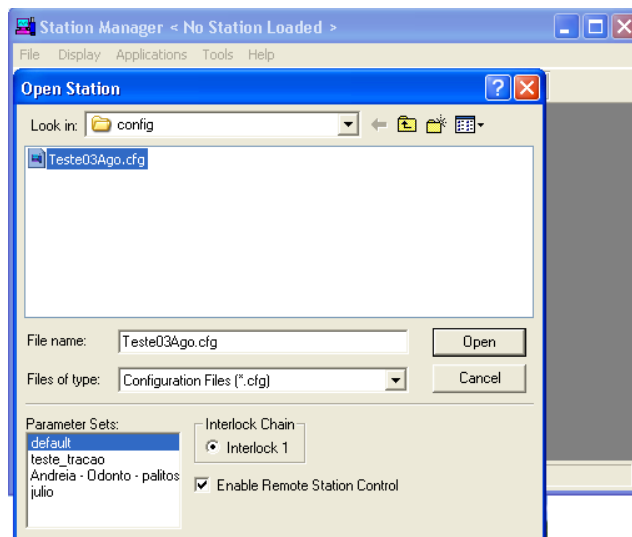 Station Manager < No Station Loaded >
File Display Applications Tools Help
Open Station
Look in: config
Teste03Ago.cfg
File name: Teste03Ago.cfg Open
Files of type: Configuration Files (*.cfg) Cancel
Parameter Sets:
default
teste_tracao
Andreia - Odonto - palitos
julio
Interlock Chain
Interlock 1
Enable Remote Station Control